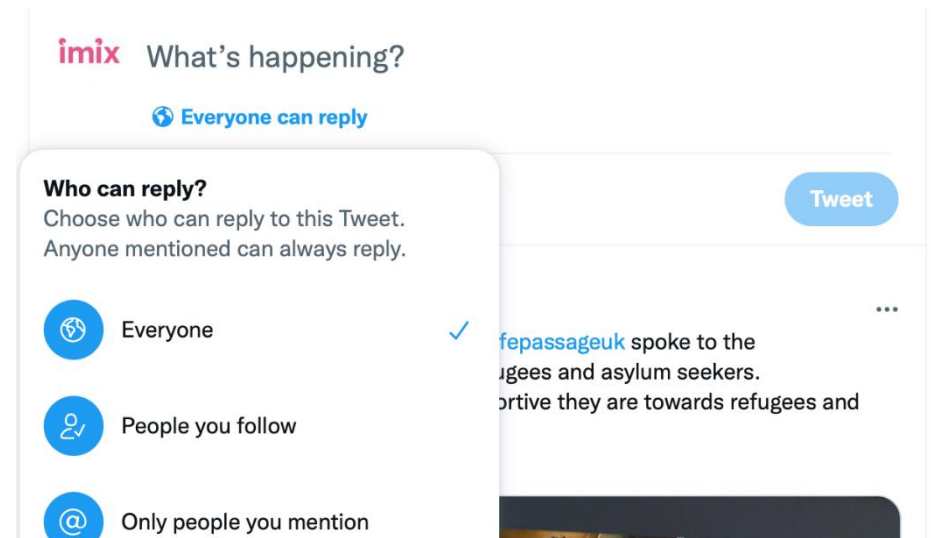 imix What's happening?
Everyone can reply
Who can reply?
Choose who can reply to this Tweet.
Anyone mentioned can always reply.
Tweet
Everyone
fepassageuk spoke to the
ugees and asylum seekers.
ortive they are towards refugees and
People you follow
@ Only people you mention